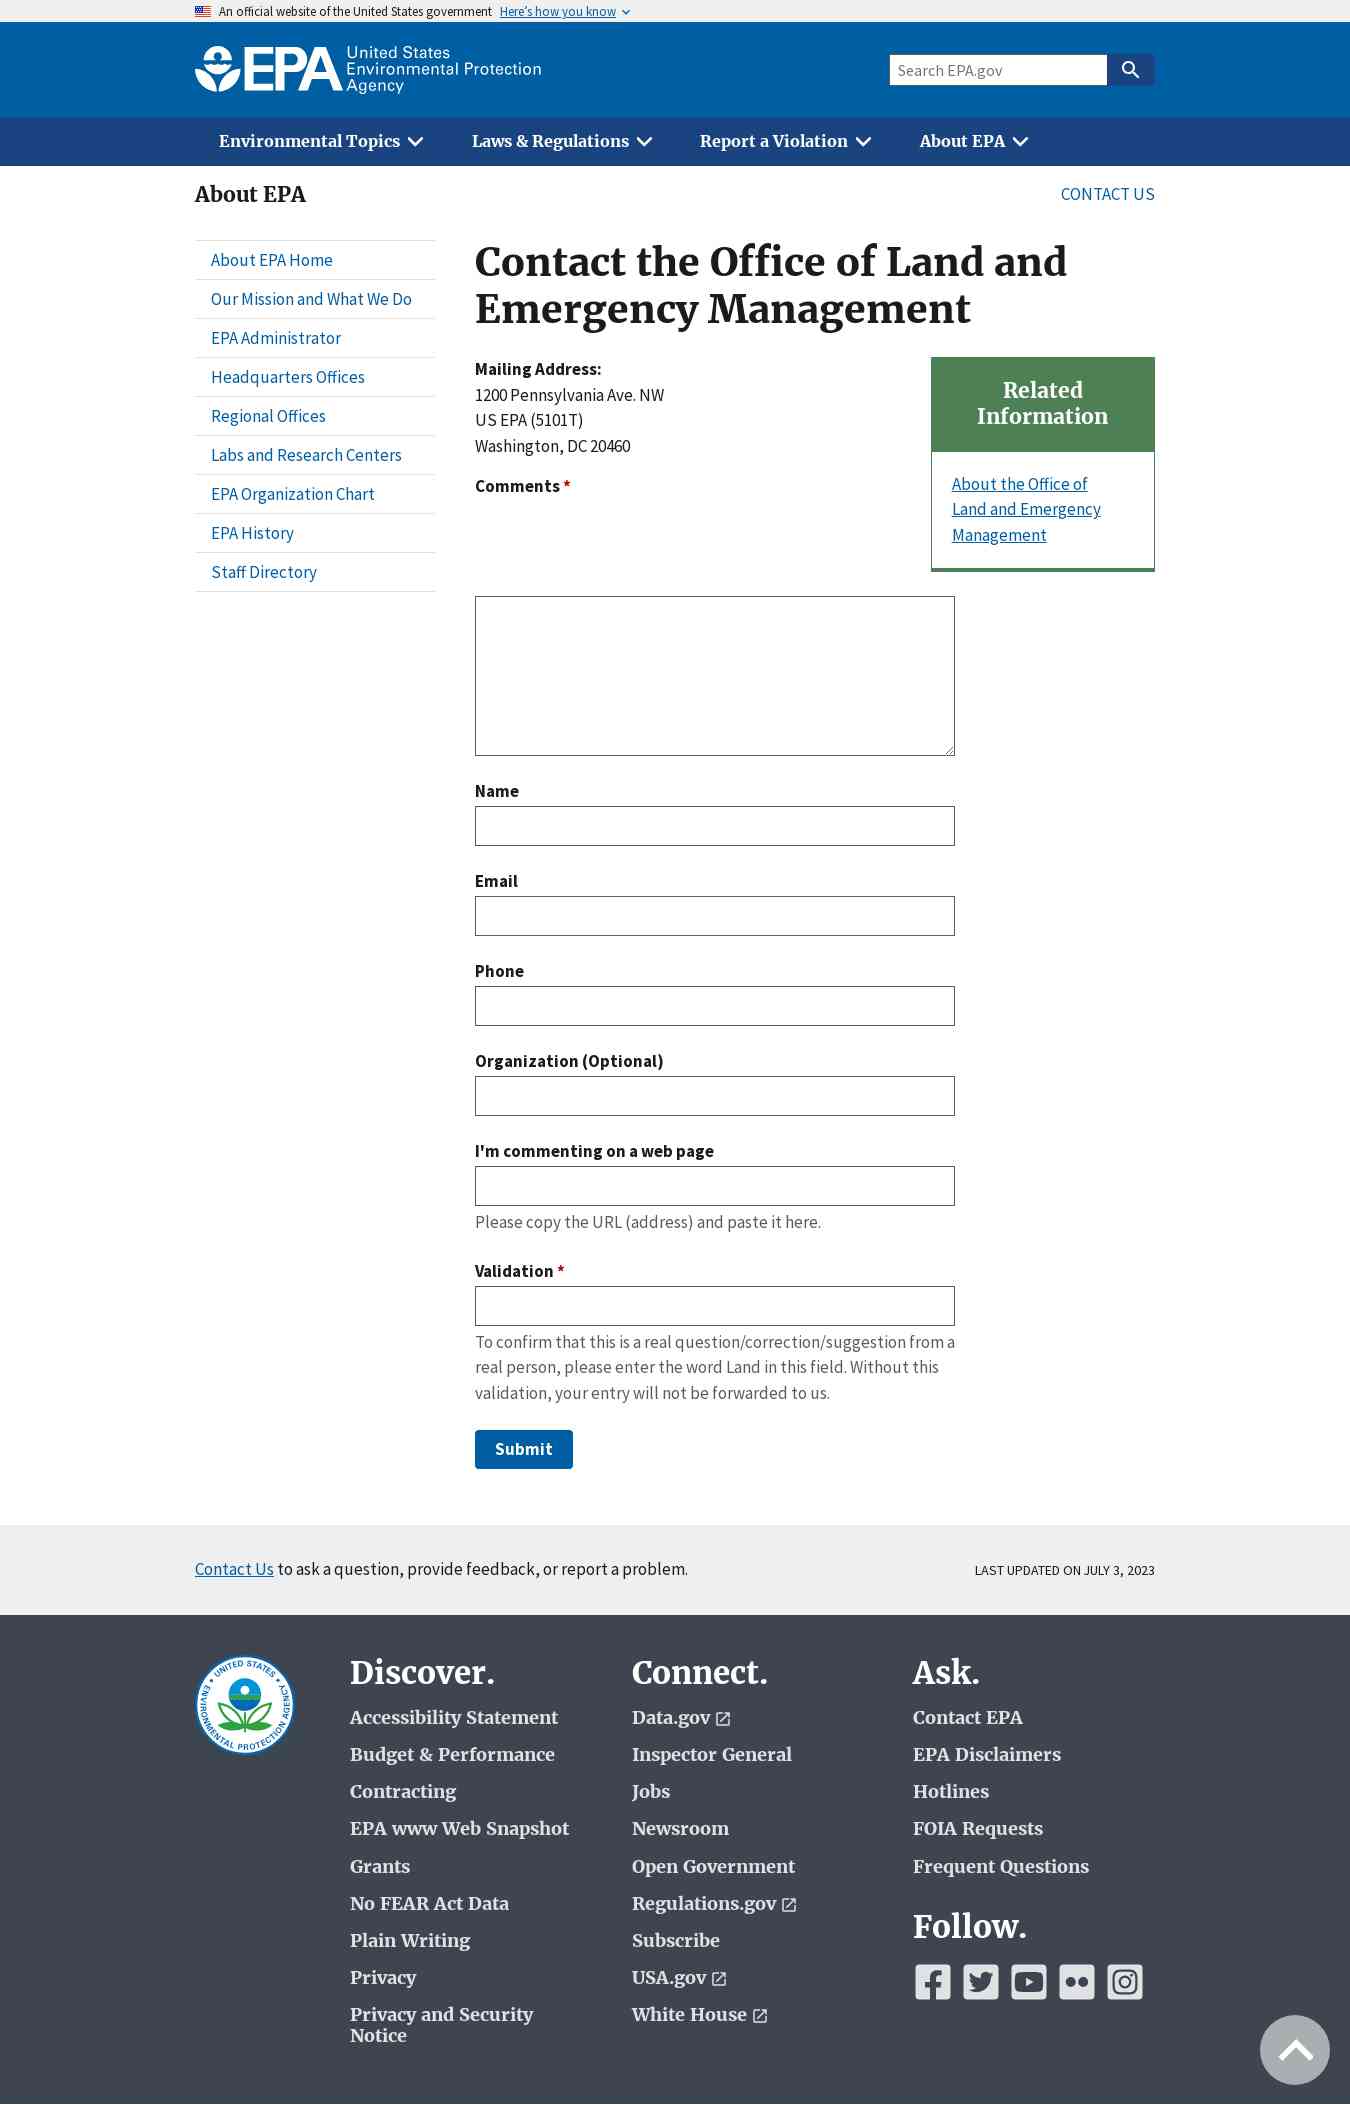 An official website of the United States government Here's how you know
EPA United States
Environmental Protection
Agency
Search EPA.gov
Environmental Topics
Laws & Regulations
Report a Violation
About EPA
About EPA
CONTACT US
About EPA Home
Our Mission and What We Do
EPA Administrator
Headquarters Offices
Regional Offices
Labs and Research Centers
EPA Organization Chart
EPA History
Staff Directory
Contact the Office of Land and
Emergency Management
Mailing Address:
1200 Pennsylvania Ave. NW
US EPA (5101T)
Washington, DC 20460
Related
Information
About the Office of
Land and Emergency
Management
Comments *
Name
Email
Phone
Organization (Optional)
I'm commenting on a web page
Please copy the URL (address) and paste it here.
Validation *
To confirm that this is a real question/correction/suggestion from a
real person, please enter the word Land in this field. Without this
validation, your entry will not be forwarded to us.
Submit
Contact Us to ask a question, provide feedback, or report a problem.
LAST UPDATED ON JULY 3, 2023
UNITED STATES
ENVIRONMENTAL PROTECTION AGENCY
Discover.
Accessibility Statement
Budget & Performance
Contracting
EPA www Web Snapshot
Grants
No FEAR Act Data
Plain Writing
Privacy
Privacy and Security
Notice
Connect.
Data.gov
Inspector General
Jobs
Newsroom
Open Government
Regulations.gov
Subscribe
USA.gov
White House
Ask.
Contact EPA
EPA Disclaimers
Hotlines
FOIA Requests
Frequent Questions
Follow.